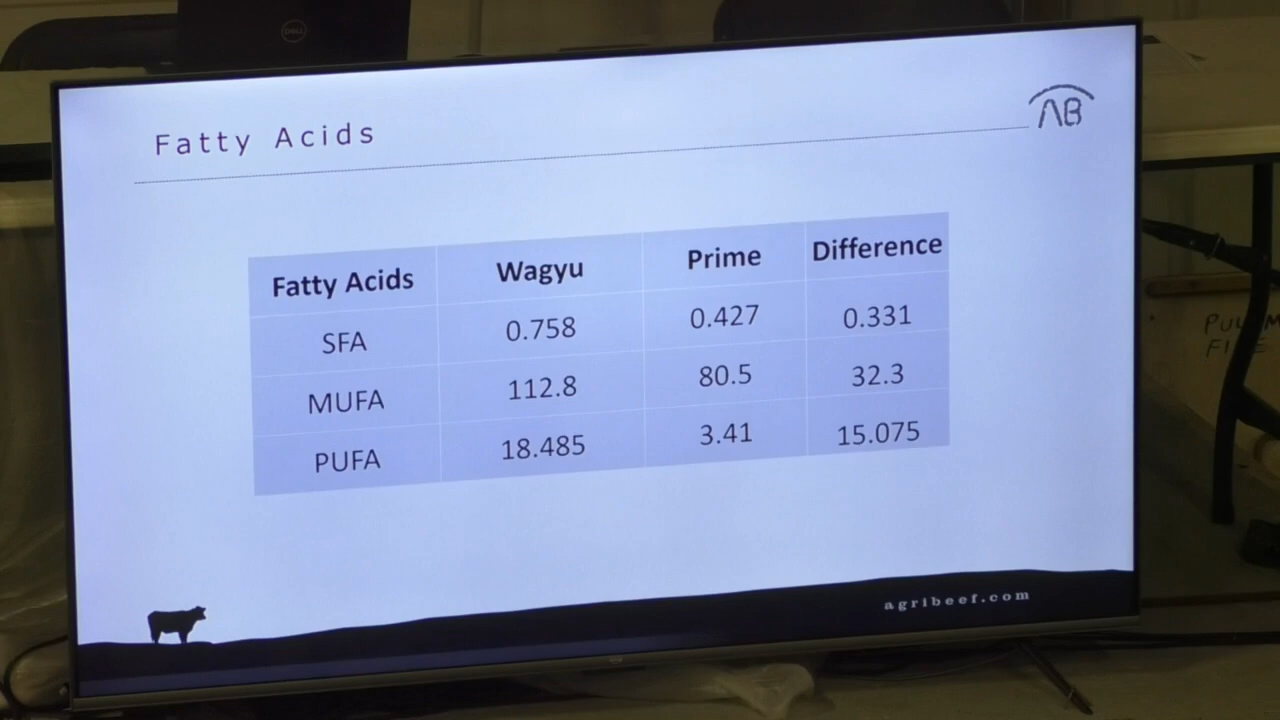 DELL
Fatty Acids
AB
Fatty Acids Wagyu Prime Difference
SFA 0.758 0.427 0.331
MUFA 112.8 80.5 32.3
PUFA 18.485 3.41 15.075
agribeef.com